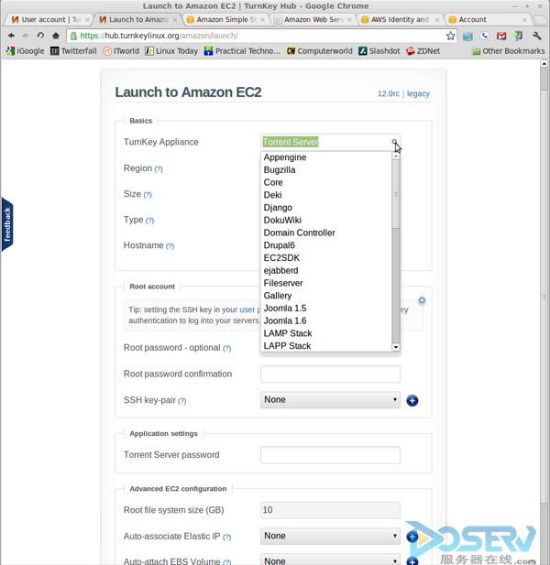 Launch to Amazon EC2 | TurnKey Hub - Google Chrome
User account | Tur
Launch to Amazon
Amazon Simple St
Amazon Web Serv
AWS Identity and
Account
https://hub.turnkeylinux.org/amazon/launch/
iGoogle
Twitterfall
ITworld
Linux Today
Practical Techno...
Computerworld
Slashdot
ZDNet
Other Bookmarks
feedback
Launch to Amazon EC2
12.0rc | legacy
Basics
TurnKey Appliance
Torrent Server
Region (?)
Size (?)
Type (?)
Hostname (?)
Appengine
Bugzilla
Core
Deki
Django
DokuWiki
Domain Controller
Drupal6
EC2SDK
ejabberd
Fileserver
Gallery
Joomla 1.5
Joomla 1.6
LAMP Stack
LAPP Stack
Root account
Tip: setting the SSH key in your user
authentication to log into your servers.
Root password - optional (?)
Root password confirmation
SSH key-pair (?)
None
Application settings
Torrent Server password
Advanced EC2 configuration
Root file system size (GB)
10
Auto-associate Elastic IP (?)
None
Auto-attach EBS Volume (?)
None
DOSERV
服务器在线.com